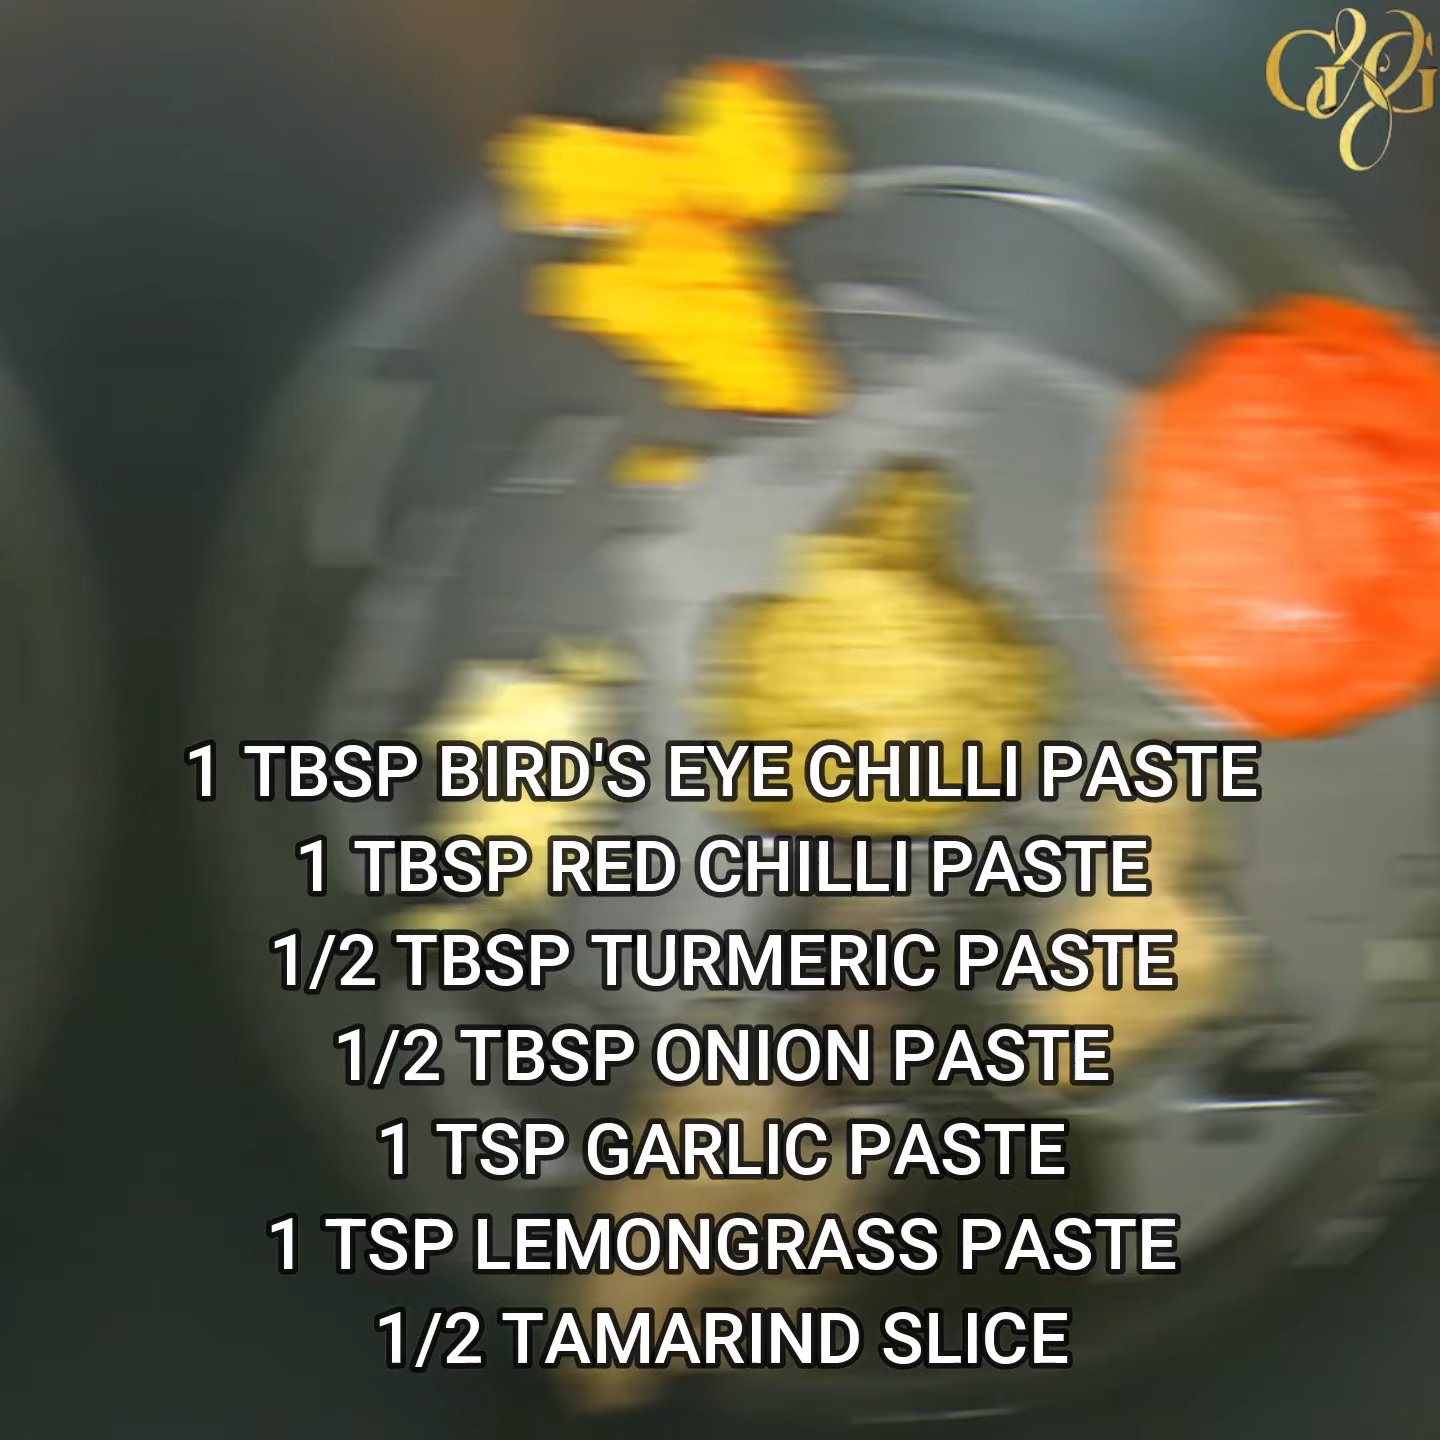 G&G
1 TBSP BIRD'S EYE CHILLI PASTE
1 TBSP RED CHILLI PASTE
1/2 TBSP TURMERIC PASTE
1/2 TBSP ONION PASTE
1 TSP GARLIC PASTE
1 TSP LEMONGRASS PASTE
1/2 TAMARIND SLICE